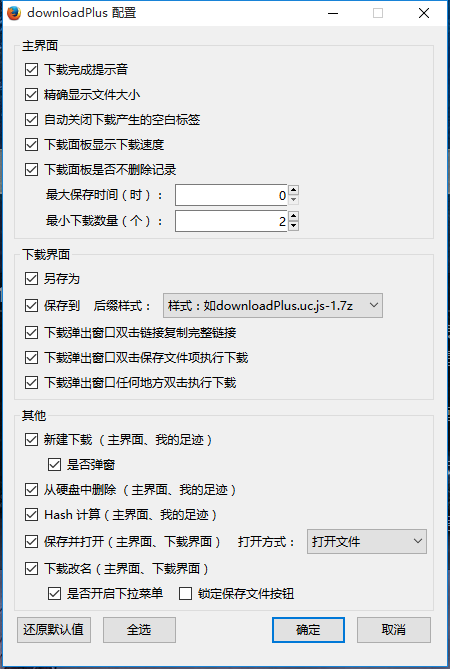 downloadPlus 配置
主界面
下载完成提示音
精确显示文件大小
自动关闭下载产生的空白标签
下载面板显示下载速度
下载面板是否不删除记录
最大保存时间（时）： 0
最小下载数量（个）： 2
下载界面
另存为
保存到 后缀样式： 样式：如downloadPlus.uc.js-1.7z
下载弹出窗口双击链接复制完整链接
下载弹出窗口双击保存文件项执行下载
下载弹出窗口任何地方双击执行下载
其他
新建下载 （主界面、我的足迹）
是否弹窗
从硬盘中删除 （主界面、我的足迹）
Hash 计算（主界面、我的足迹）
保存并打开（主界面、下载界面） 打开方式： 打开文件
下载改名（主界面、下载界面）
是否开启下拉菜单 锁定保存文件按钮
还原默认值 全选 确定 取消